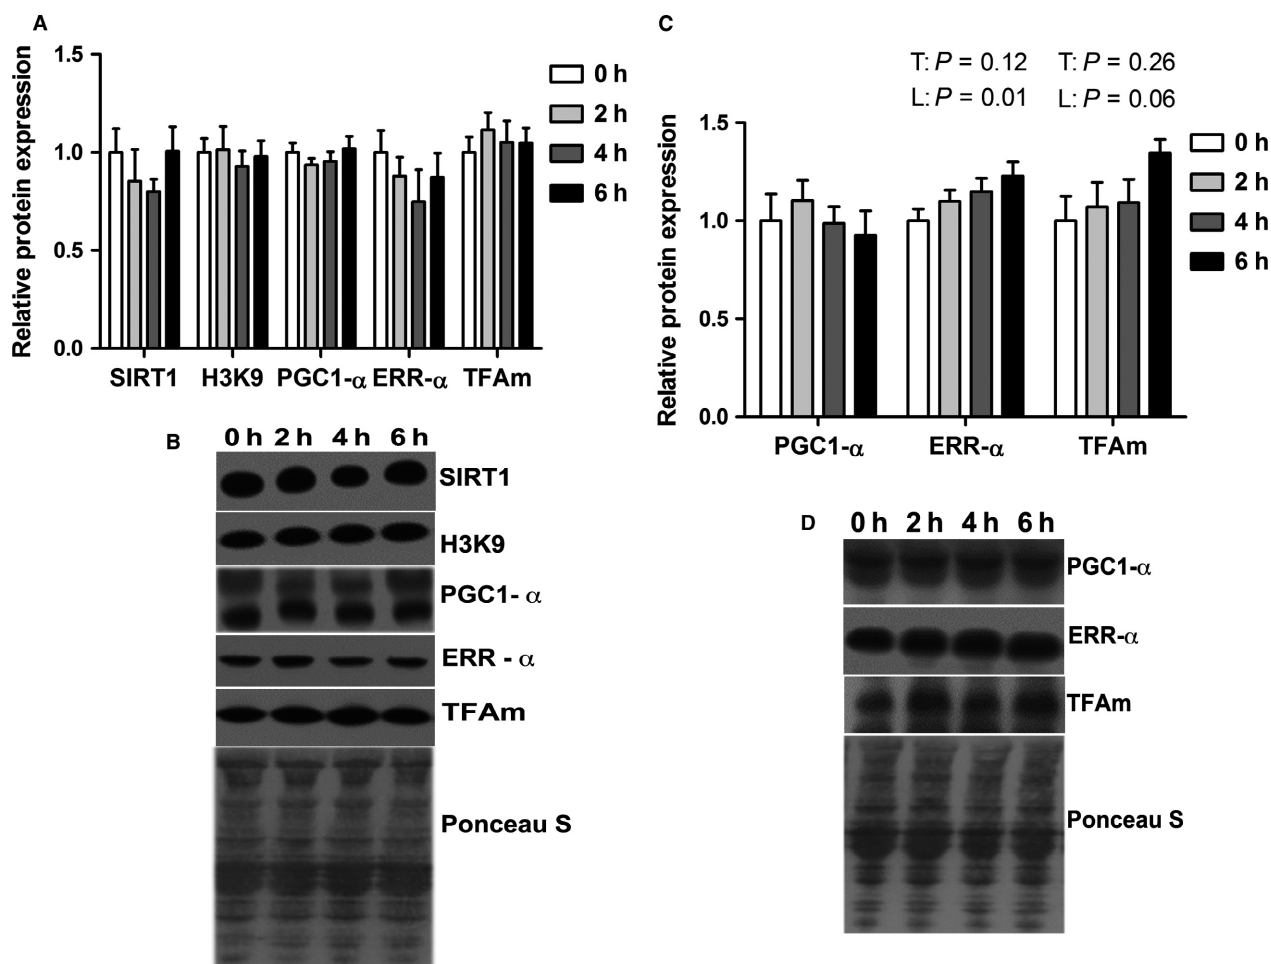 A
Relative protein expression
1.5
1.0
0.5
0.0
0 h
2 h
4 h
6 h
SIRT1 H3K9 PGC1-α ERR-α TFAm
B
0 h 2 h 4 h 6 h
SIRT1
H3K9
PGC1- α
ERR - α
TFAm
Ponceau S
C
T: P = 0.12 T: P = 0.26
L: P = 0.01 L: P = 0.06
Relative protein expression
1.5
1.0
0.5
0.0
0 h
2 h
4 h
6 h
PGC1-α ERR-α TFAm
D
0 h 2 h 4 h 6 h
PGC1-α
ERR-α
TFAm
Ponceau S